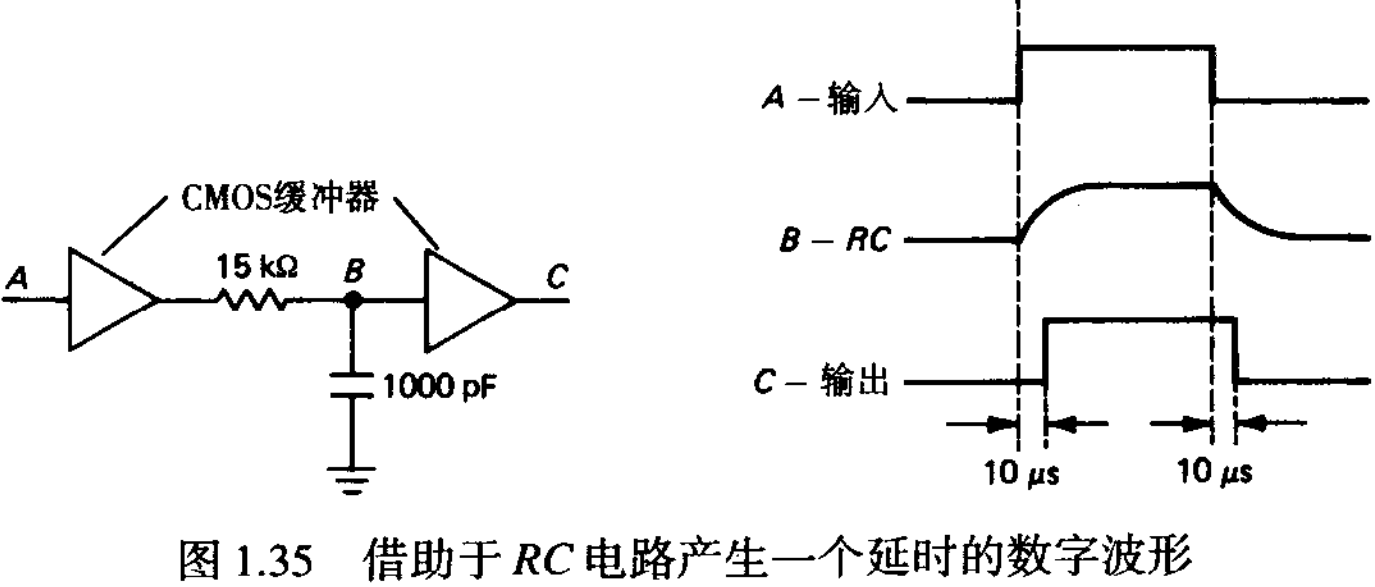 CMOS缓冲器
A
15 kΩ
B
C
1000 pF
A – 输入
B – RC
C – 输出
10 μs
10 μs
图 1.35 借助于 RC 电路产生一个延时的数字波形